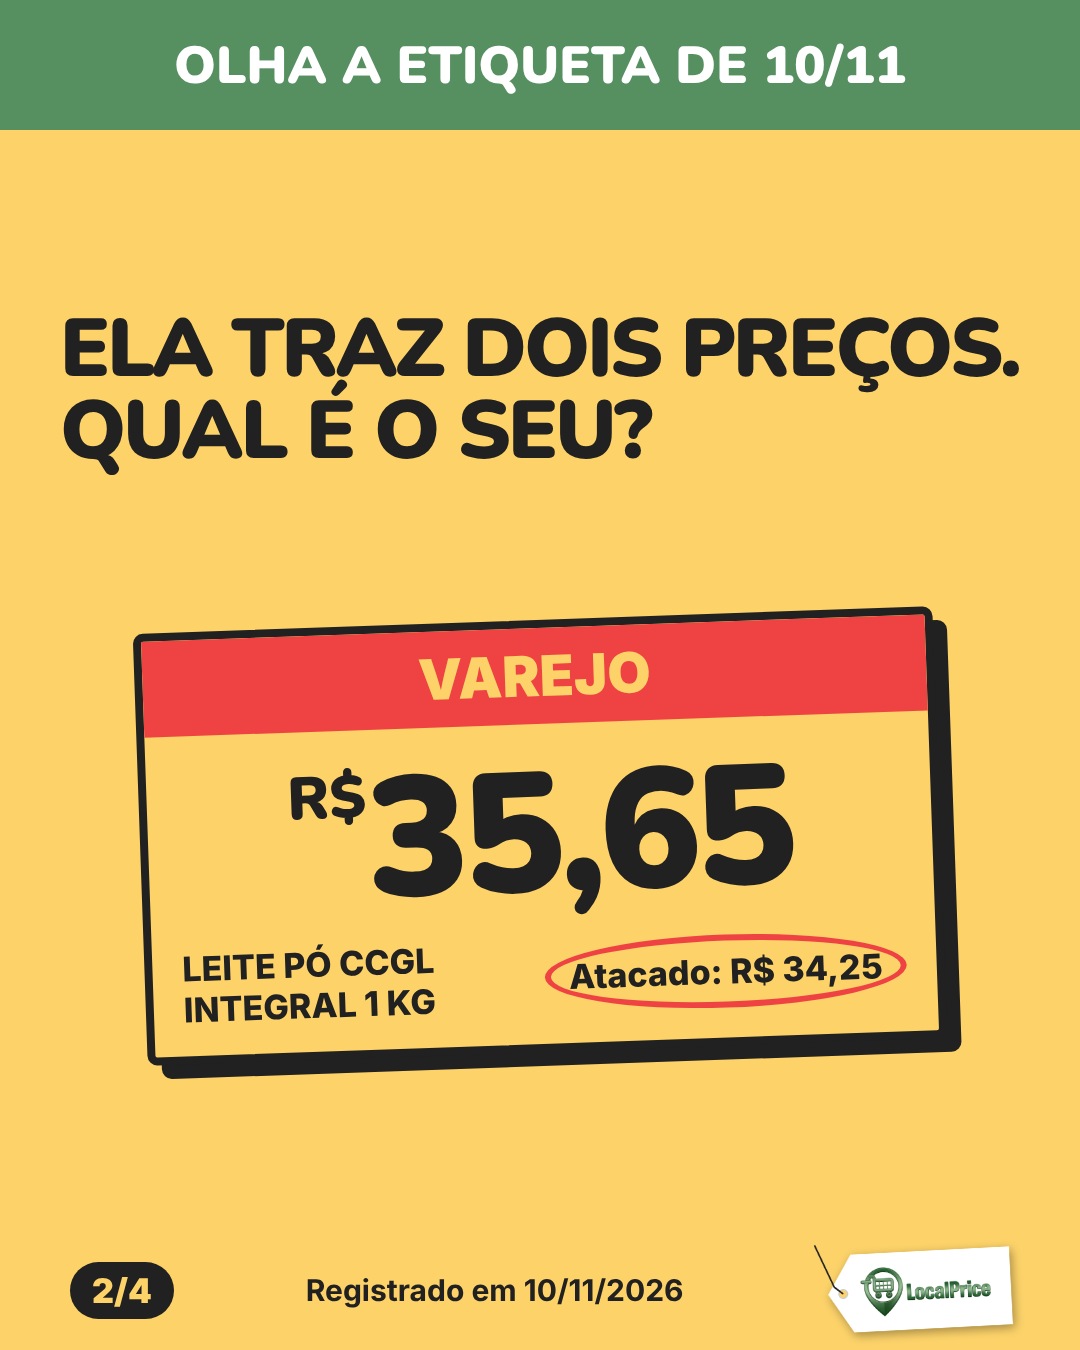 OLHA A ETIQUETA DE 10/11
ELA TRAZ DOIS PREÇOS.
QUAL É O SEU?
VAREJO
R$35,65
LEITE PÓ CCGL
INTEGRAL 1 KG
Atacado: R$ 34,25
2/4
Registrado em 10/11/2026
LocalPrice